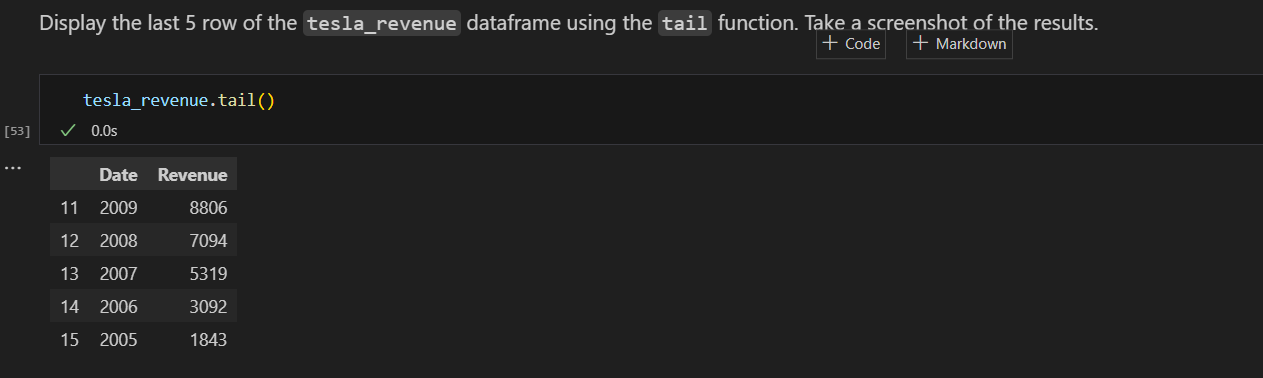 Display the last 5 row of the tesla_revenue dataframe using the tail function. Take a screenshot of the results.
+ Code + Markdown
tesla_revenue.tail()
[53] ✓ 0.0s
...
Date Revenue
11 2009 8806
12 2008 7094
13 2007 5319
14 2006 3092
15 2005 1843